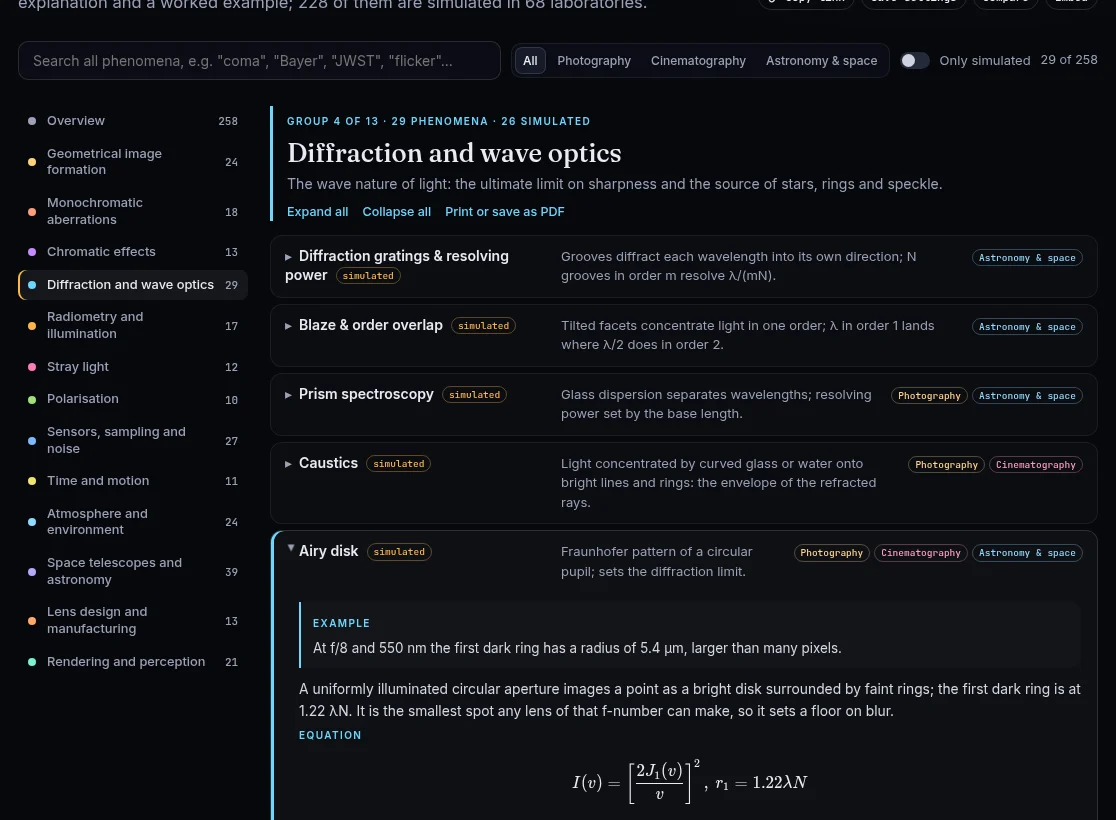 explanation and a worked example; 228 of them are simulated in 68 laboratories.
Search all phenomena, e.g. "coma", "Bayer", "JWST", "flicker"...
All Photography Cinematography Astronomy & space
Only simulated 29 of 258
Overview 258
Geometrical image
formation 24
Monochromatic
aberrations 18
Chromatic effects 13
Diffraction and wave optics 29
Radiometry and
illumination 17
Stray light 12
Polarisation 10
Sensors, sampling and
noise 27
Time and motion 11
Atmosphere and
environment 24
Space telescopes and
astronomy 39
Lens design and
manufacturing 13
Rendering and perception 21
GROUP 4 OF 13 · 29 PHENOMENA · 26 SIMULATED
Diffraction and wave optics
The wave nature of light: the ultimate limit on sharpness and the source of stars, rings and speckle.
Expand all Collapse all Print or save as PDF
▸ Diffraction gratings & resolving
power simulated
Grooves diffract each wavelength into its own direction; N
grooves in order m resolve λ/(mN).
Astronomy & space
▸ Blaze & order overlap simulated
Tilted facets concentrate light in one order; λ in order 1 lands
where λ/2 does in order 2.
Astronomy & space
▸ Prism spectroscopy simulated
Glass dispersion separates wavelengths; resolving
power set by the base length.
Photography Astronomy & space
▸ Caustics simulated
Light concentrated by curved glass or water onto
bright lines and rings: the envelope of the refracted
rays.
Photography Cinematography
▾ Airy disk simulated
Fraunhofer pattern of a circular
pupil; sets the diffraction limit.
Photography Cinematography Astronomy & space
EXAMPLE
At f/8 and 550 nm the first dark ring has a radius of 5.4 µm, larger than many pixels.
A uniformly illuminated circular aperture images a point as a bright disk surrounded by faint rings; the first dark ring is at
1.22 λN. It is the smallest spot any lens of that f-number can make, so it sets a floor on blur.
EQUATION
I(v) = [2J₁(v)/v]², r₁ = 1.22λN